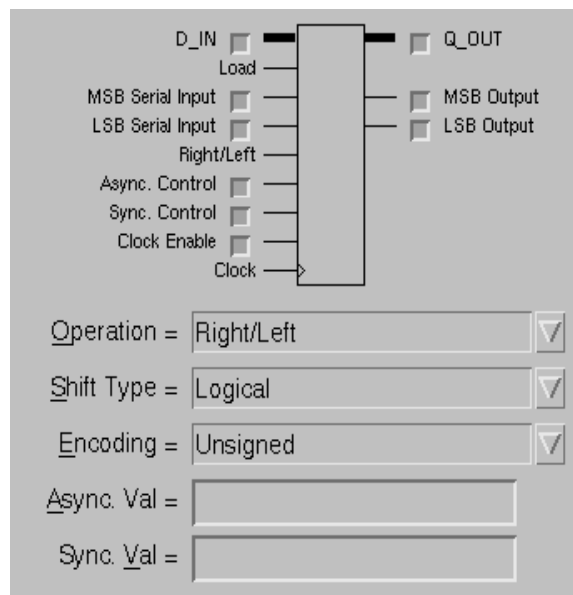 D_IN
Q_OUT
Load
MSB Serial Input
MSB Output
LSB Serial Input
LSB Output
Right/Left
Async. Control
Sync. Control
Clock Enable
Clock
Operation = Right/Left
Shift Type = Logical
Encoding = Unsigned
Async. Val =
Sync. Val =